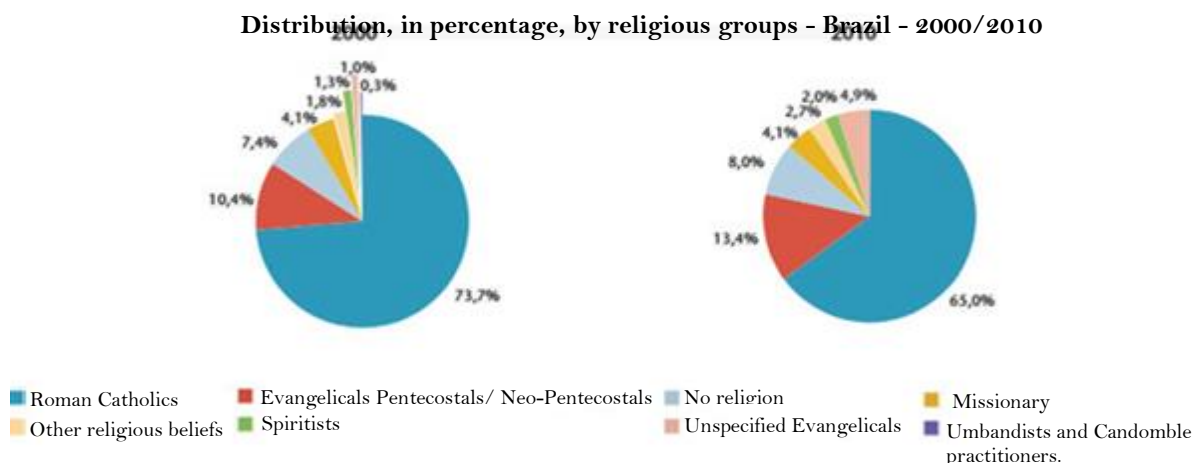 Distribution, in percentage, by religious groups - Brazil - 2000/2010
2000
2010
1,0%
1,3%
0,3%
1,8%
4,1%
7,4%
10,4%
73,7%
2,0%
4,9%
2,7%
4,1%
8,0%
13,4%
65,0%
Roman Catholics
Evangelicals Pentecostals/ Neo-Pentecostals
No religion
Missionary
Other religious beliefs
Spiritists
Unspecified Evangelicals
Umbandists and Candomble
practitioners.